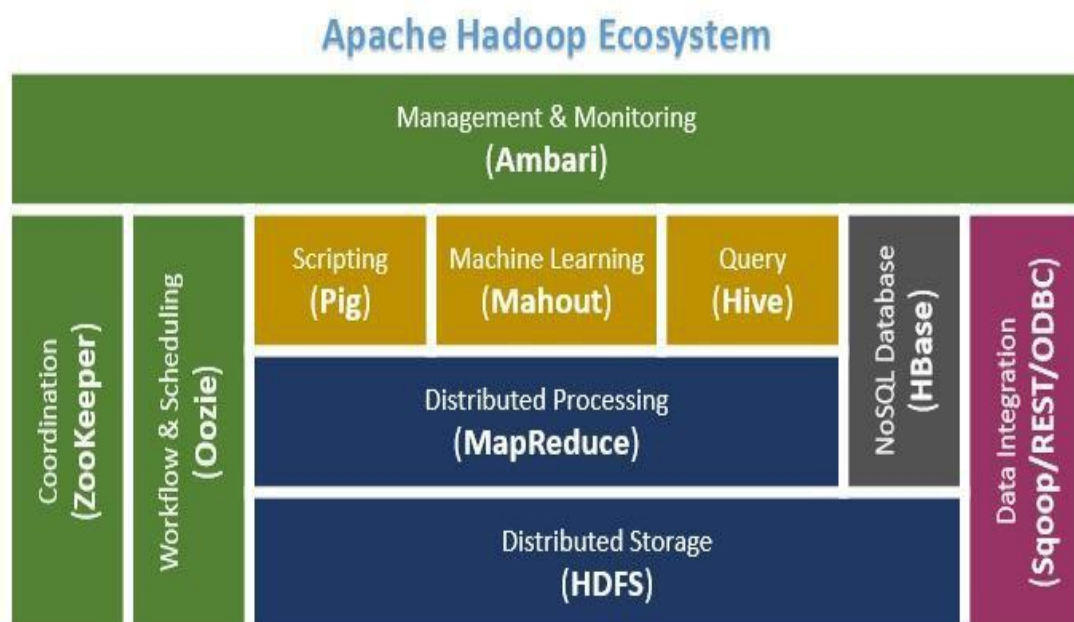 Apache Hadoop Ecosystem
Management & Monitoring
(Ambari)
Coordination
(ZooKeeper)
Workflow & Scheduling
(Oozie)
Scripting
(Pig)
Machine Learning
(Mahout)
Query
(Hive)
NoSQL Database
(HBase)
Data Integration
(Sqoop/REST/ODBC)
Distributed Processing
(MapReduce)
Distributed Storage
(HDFS)